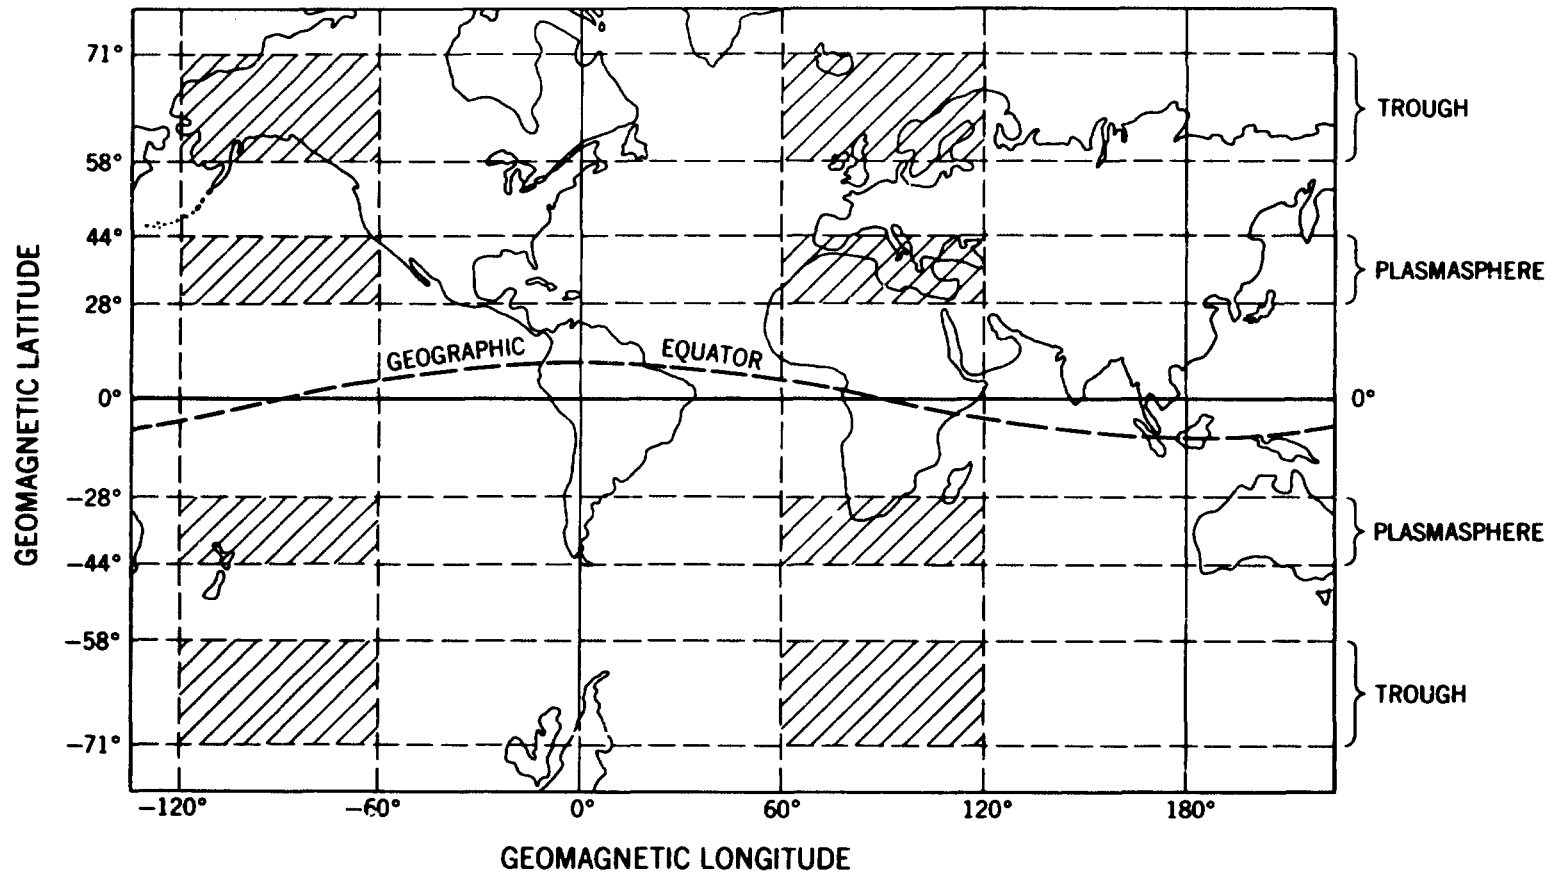 71°
TROUGH
58°
44°
PLASMASPHERE
28°
GEOGRAPHIC EQUATOR
0°
0°
−28°
PLASMASPHERE
−44°
−58°
TROUGH
−71°
GEOMAGNETIC LATITUDE
−120° −60° 0° 60° 120° 180°
GEOMAGNETIC LONGITUDE